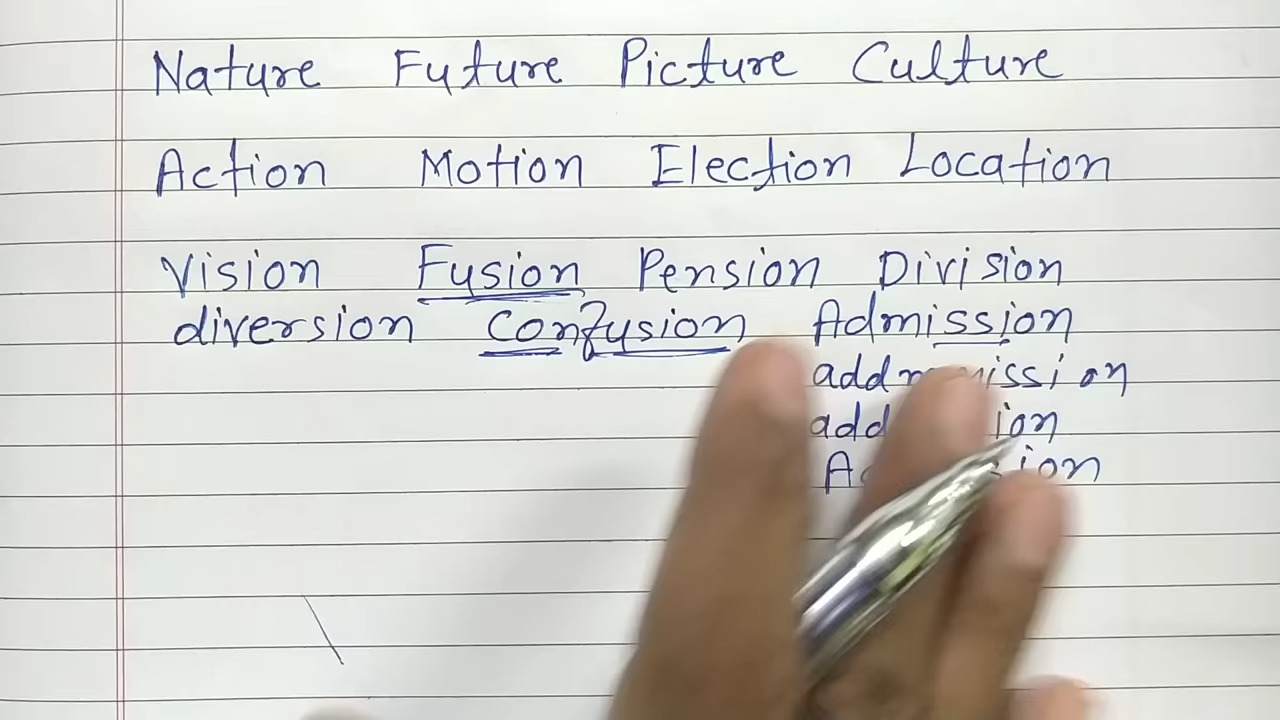 Nature Future Picture Culture
Action Motion Election Location
Vision Fusion Pension Division
diversion Confusion Admission